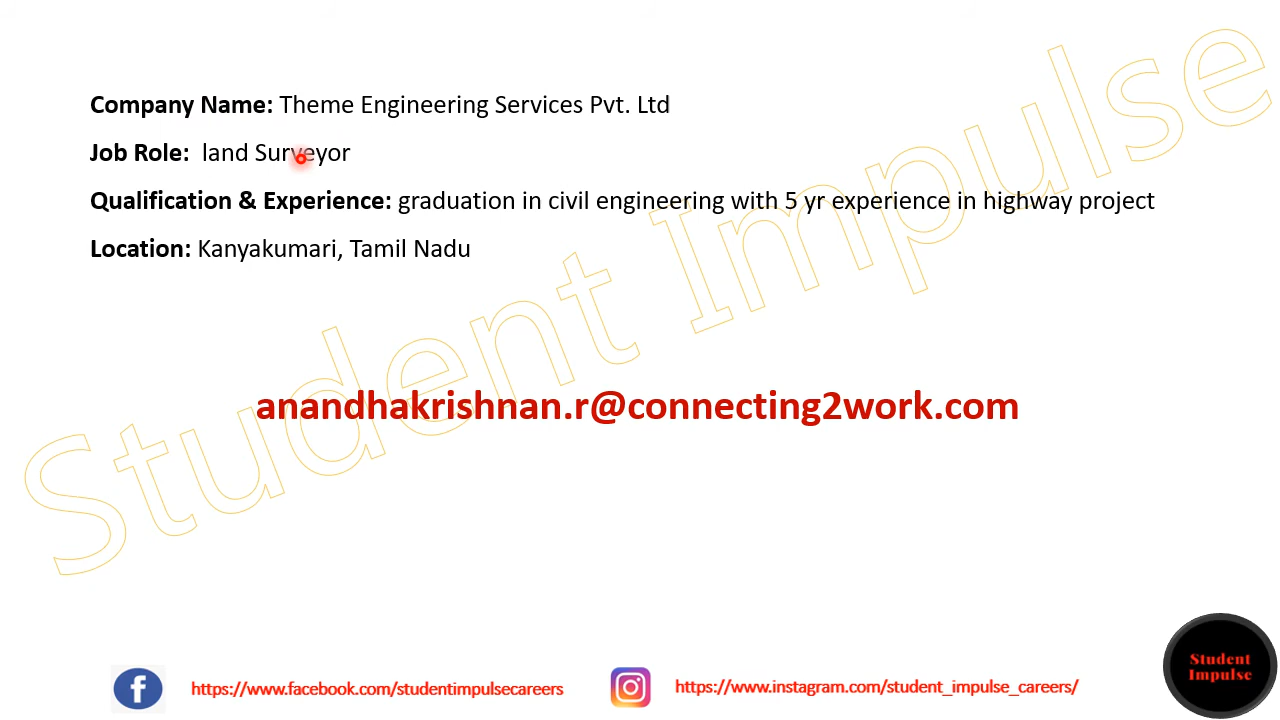 Company Name: Theme Engineering Services Pvt. Ltd
Job Role: land Surveyor
Qualification & Experience: graduation in civil engineering with 5 yr experience in highway project
Location: Kanyakumari, Tamil Nadu
Student Impulse
anandhakrishnan.r@connecting2work.com
https://www.facebook.com/studentimpulsecareers
https://www.instagram.com/student_impulse_careers/
Student
Impulse